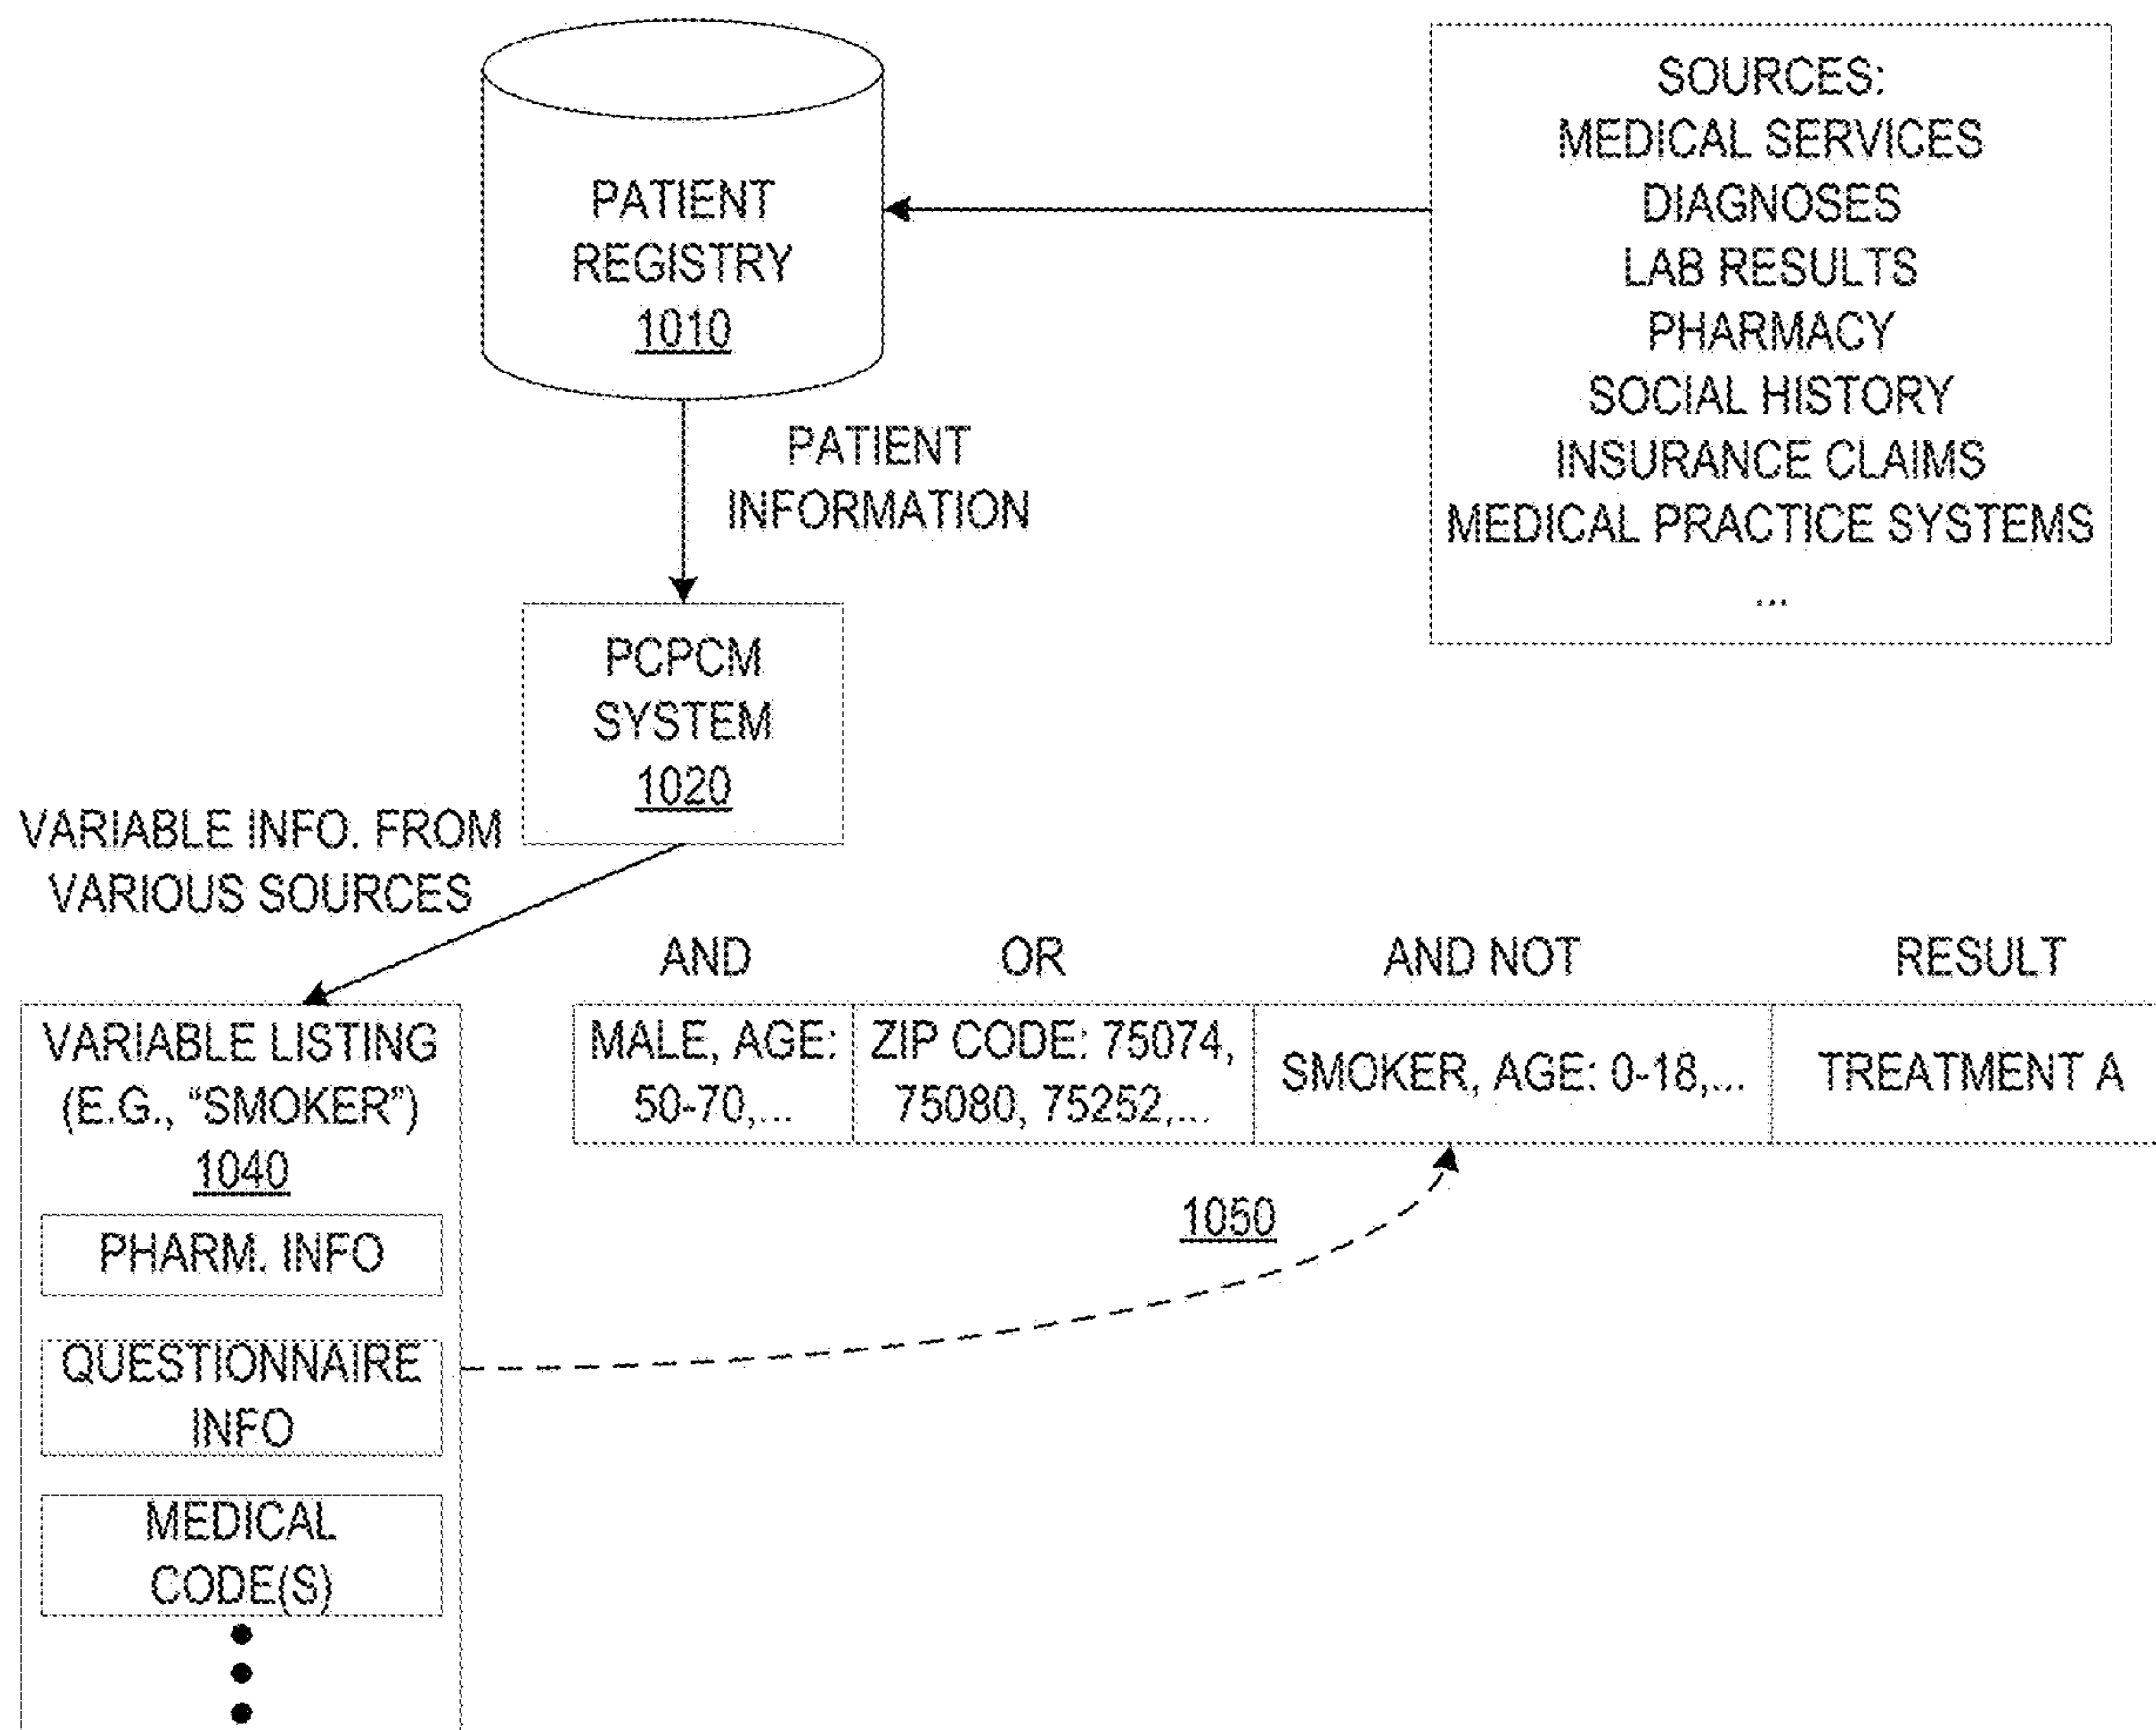 PATIENT
REGISTRY
1010
SOURCES:
MEDICAL SERVICES
DIAGNOSES
LAB RESULTS
PHARMACY
SOCIAL HISTORY
INSURANCE CLAIMS
MEDICAL PRACTICE SYSTEMS
...
PATIENT
INFORMATION
PCPCM
SYSTEM
1020
VARIABLE INFO. FROM
VARIOUS SOURCES
AND
OR
AND NOT
RESULT
MALE, AGE:
50-70,...
ZIP CODE: 75074,
75080, 75252,...
SMOKER, AGE: 0-18,...
TREATMENT A
1050
VARIABLE LISTING
(E.G., “SMOKER”)
1040
PHARM. INFO
QUESTIONNAIRE
INFO
MEDICAL
CODE(S)